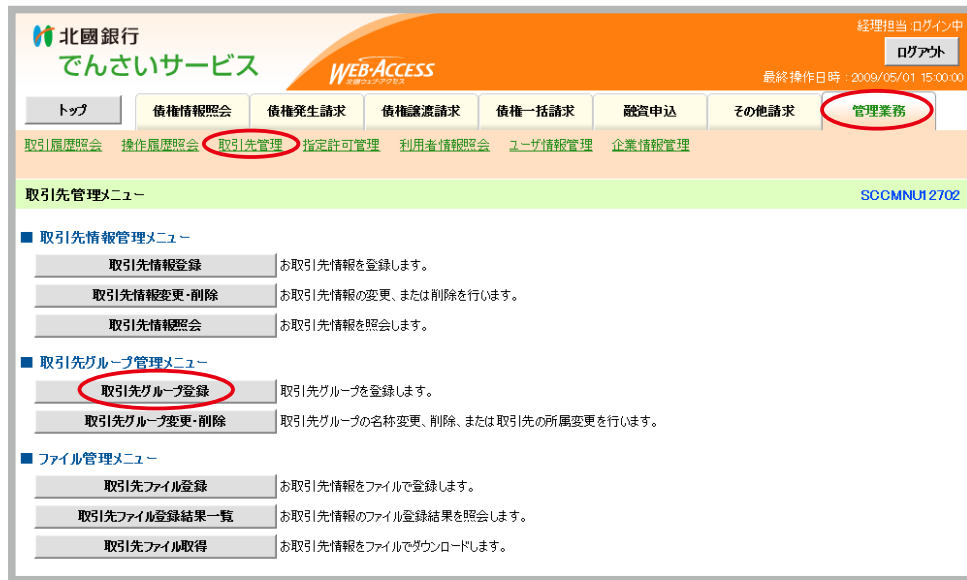 北國銀行
でんさいサービス
WEB-ACCESS
北國ウェブ・アクセス
経理担当:ログイン中
ログアウト
最終操作日時:2009/05/01 15:00:00
トップ 債権情報照会 債権発生請求 債権譲渡請求 債権一括請求 融資申込 その他請求 管理業務
取引履歴照会 操作履歴照会 取引先管理 指定許可管理 利用者情報照会 ユーザ情報管理 企業情報管理
取引先管理メニュー SCCMNU12702
■ 取引先情報管理メニュー
取引先情報登録 お取引先情報を登録します。
取引先情報変更・削除 お取引先情報の変更、または削除を行います。
取引先情報照会 お取引先情報を照会します。
■ 取引先グループ管理メニュー
取引先グループ登録 取引先グループを登録します。
取引先グループ変更・削除 取引先グループの名称変更、削除、または取引先の所属変更を行います。
■ ファイル管理メニュー
取引先ファイル登録 お取引先情報をファイルで登録します。
取引先ファイル登録結果一覧 お取引先情報のファイル登録結果を照会します。
取引先ファイル取得 お取引先情報をファイルでダウンロードします。